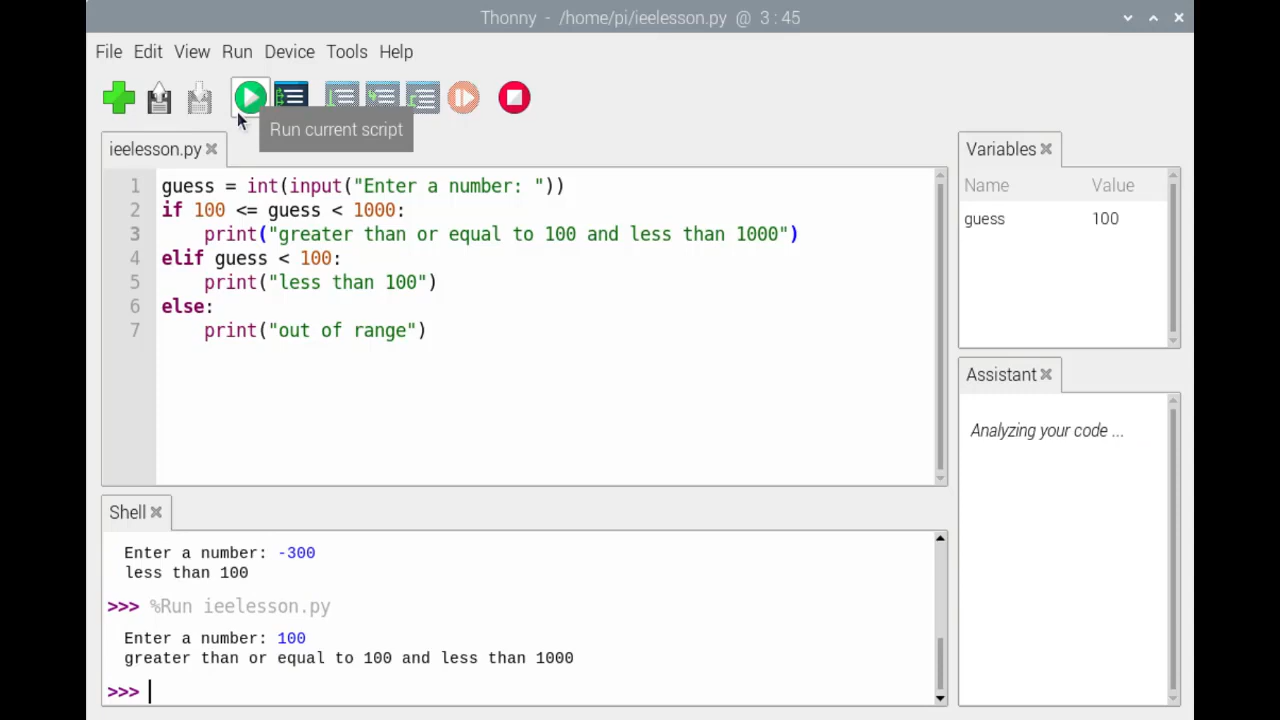 Thonny - /home/pi/ieelesson.py @ 3 : 45
File Edit View Run Device Tools Help
Run current script
ieelesson.py
1 guess = int(input("Enter a number: "))
2 if 100 <= guess < 1000:
3     print("greater than or equal to 100 and less than 1000")
4 elif guess < 100:
5     print("less than 100")
6 else:
7     print("out of range")
Variables
Name Value
guess 100
Assistant
Analyzing your code ...
Shell
Enter a number: -300
less than 100
>>> %Run ieelesson.py
Enter a number: 100
greater than or equal to 100 and less than 1000
>>>